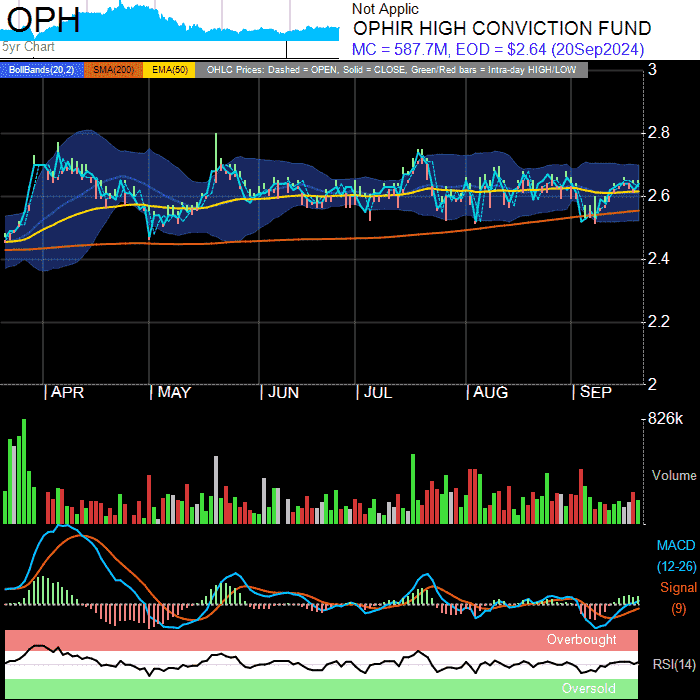 OPH
5yr Chart
Not Applic
OPHIR HIGH CONVICTION FUND
MC = 587.7M, EOD = $2.64 (20Sep2024)
BollBands(20,2) SMA(200) EMA(50) OHLC Prices: Dashed = OPEN, Solid = CLOSE, Green/Red bars = Intra-day HIGH/LOW
3
2.8
2.6
2.4
2.2
2
APR MAY JUN JUL AUG SEP
826k
Volume
MACD
(12-26)
Signal
(9)
Overbought
RSI(14)
Oversold